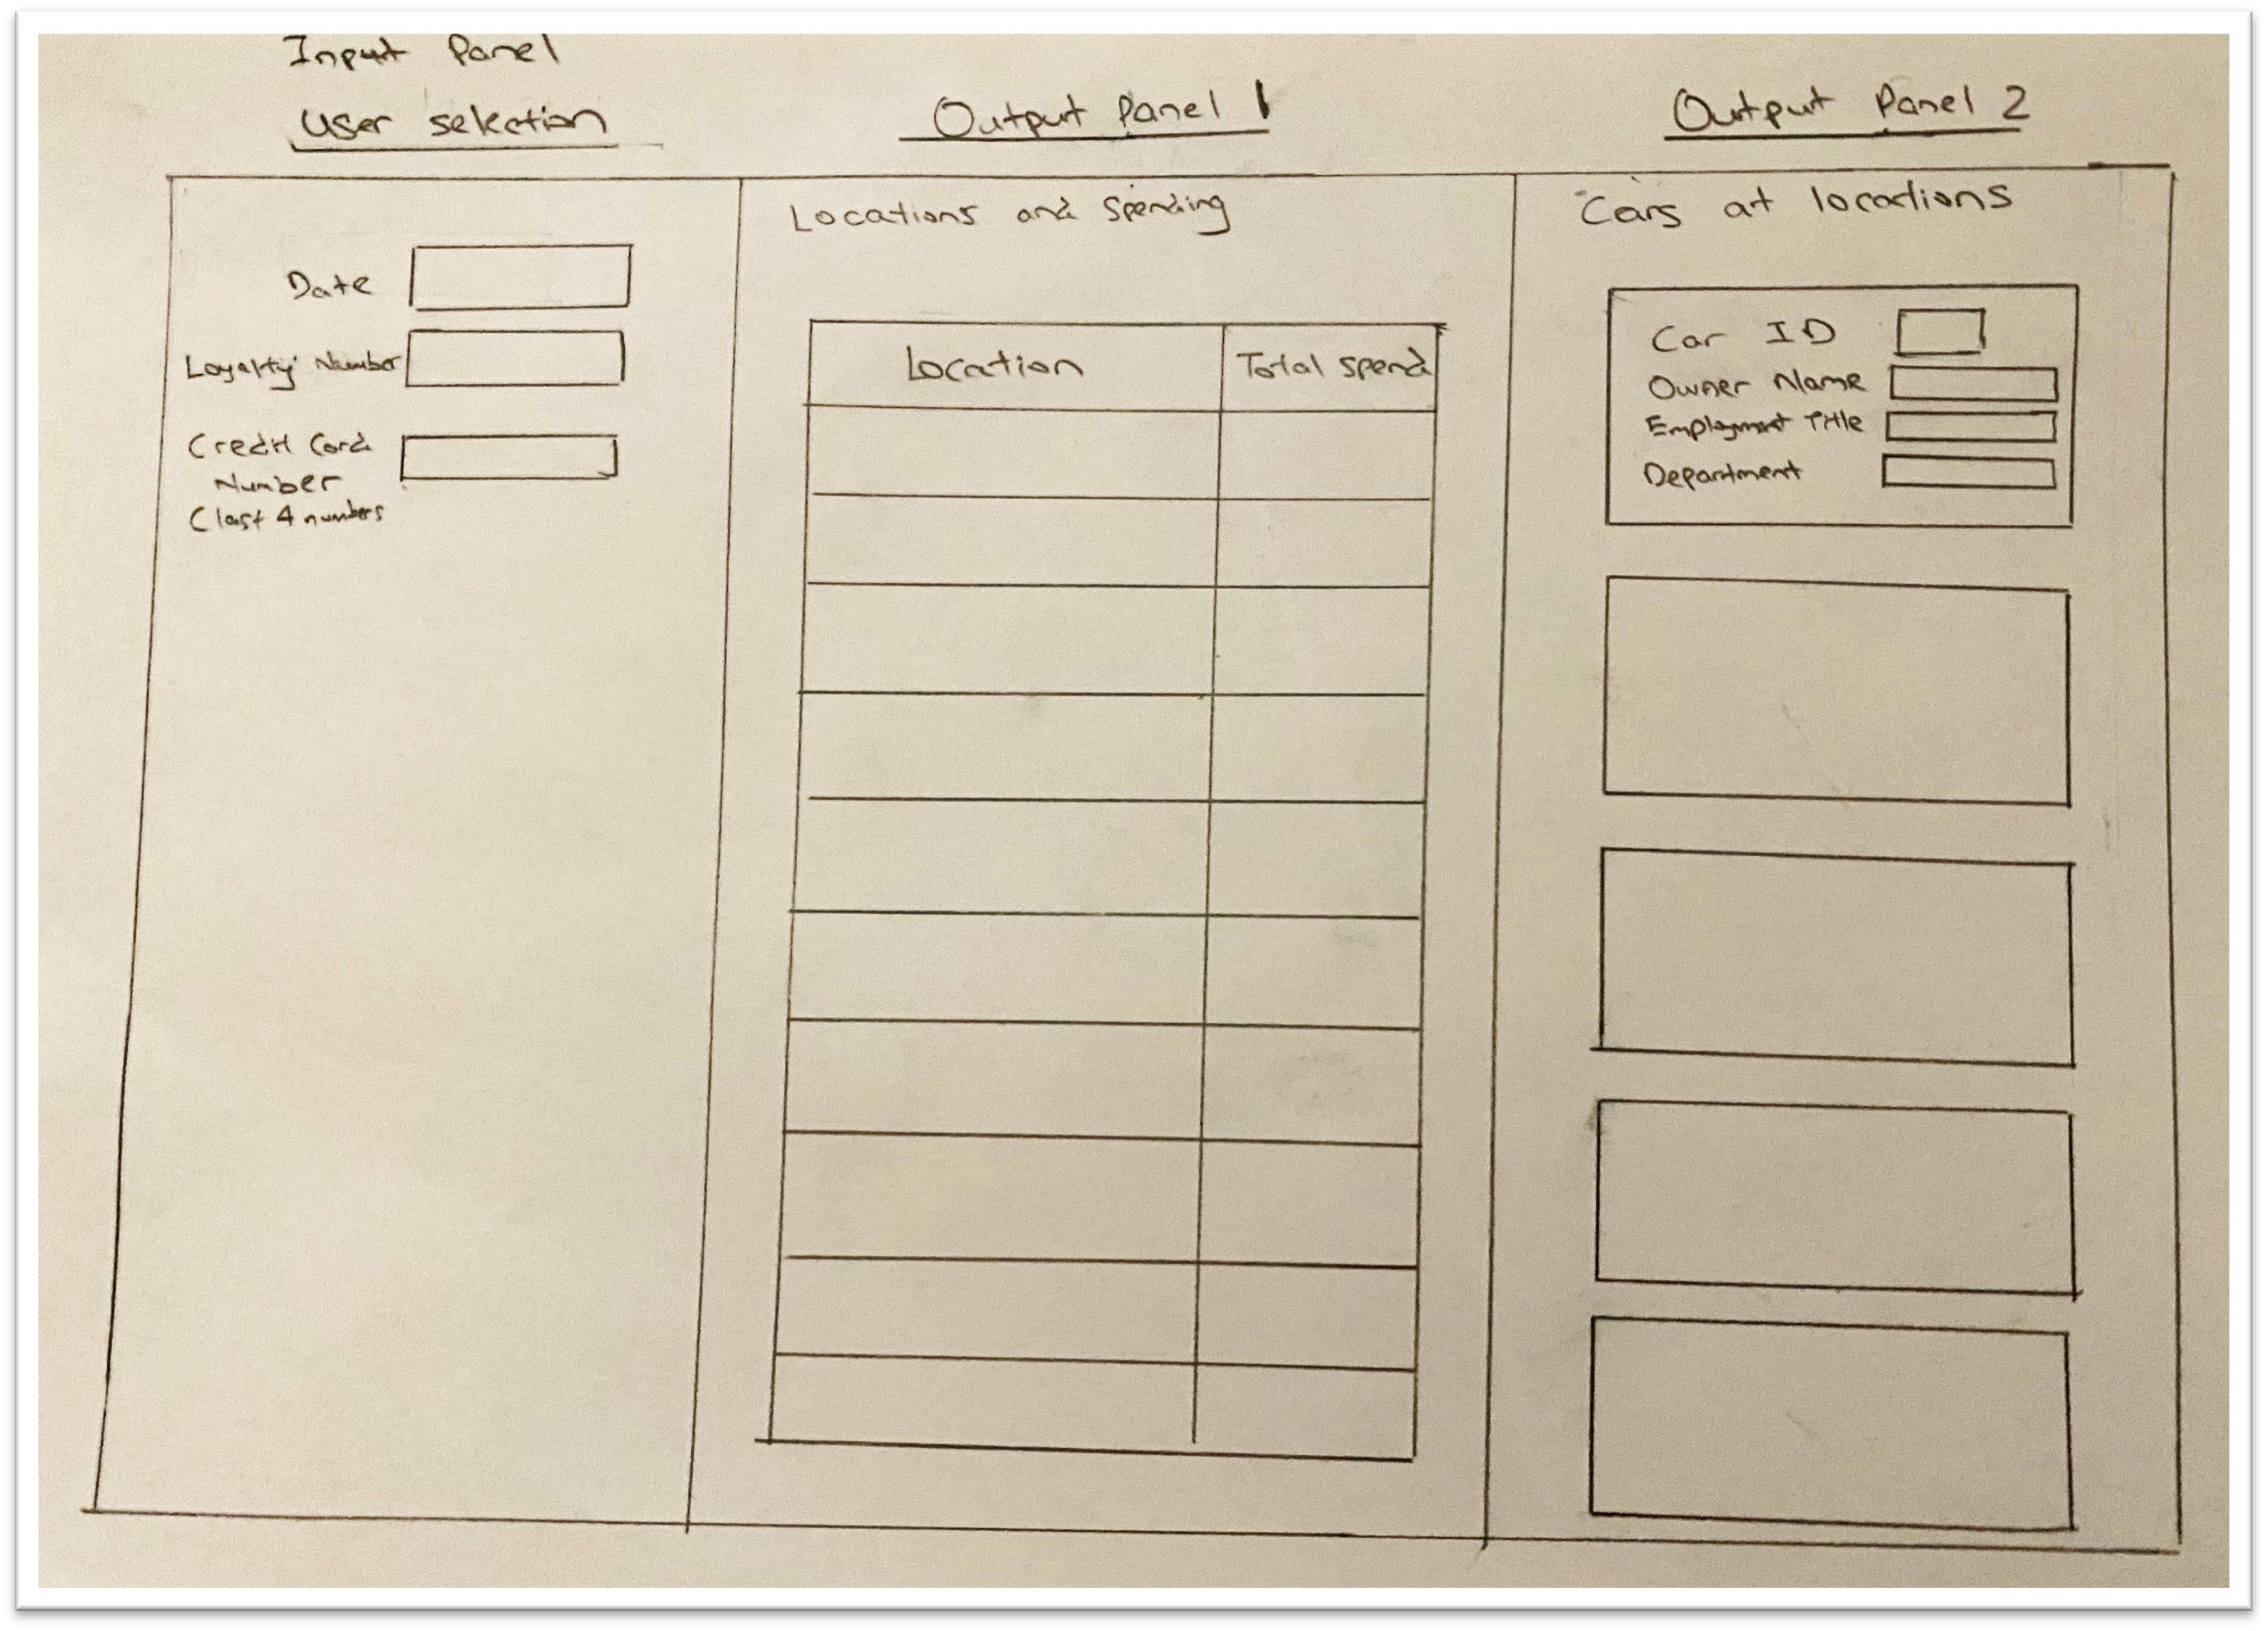 Input Panel
User selection
Output Panel 1
Output Panel 2
Date
Loyalty Number
Credit Card
Number
(last 4 numbers
Locations and Spending
Location
Total spend
Cars at locations
Car ID
Owner Name
Employment Title
Department